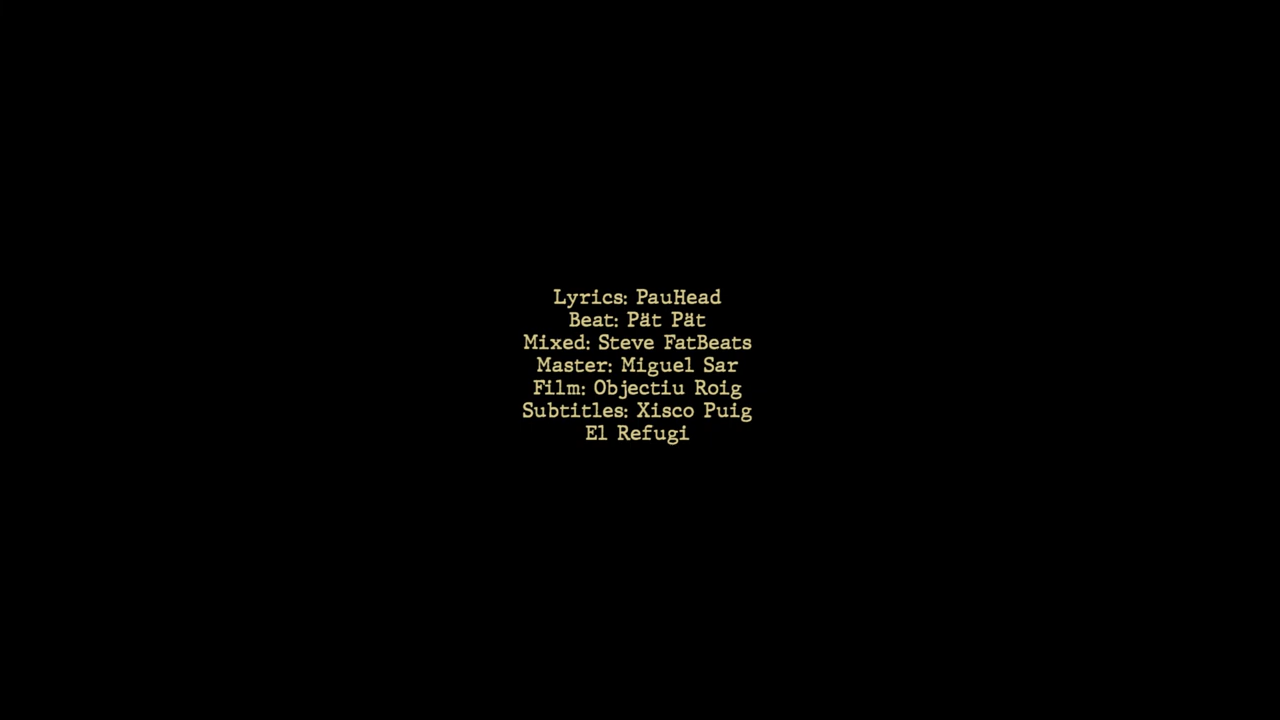 Lyrics: PauHead
Beat: Pät Pät
Mixed: Steve FatBeats
Master: Miguel Sar
Film: Objectiu Roig
Subtitles: Xisco Puig
El Refugi